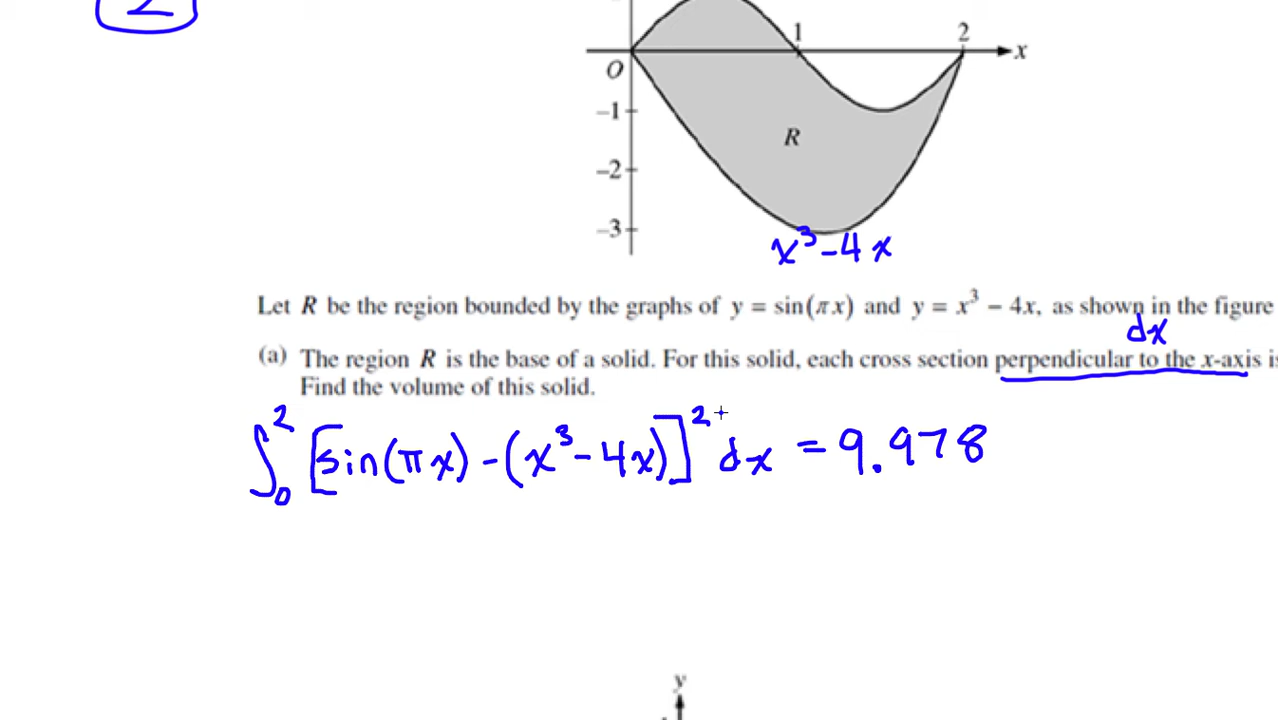 2
1 2 x
O
-1
R
-2
-3
x³ - 4x
Let R be the region bounded by the graphs of y = sin(πx) and y = x³ - 4x, as shown in the figure
dx
(a) The region R is the base of a solid. For this solid, each cross section perpendicular to the x-axis is
Find the volume of this solid.
∫₀² [sin(πx) - (x³ - 4x)]² dx = 9.978
y